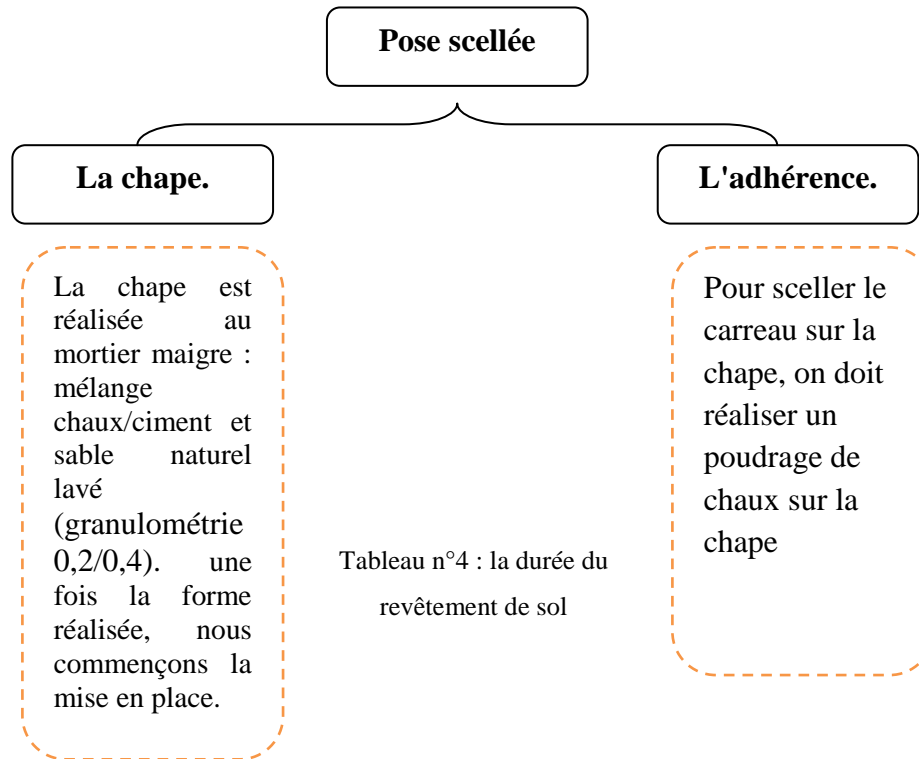 Pose scellée
La chape.
L'adhérence.
La chape est
réalisée au
mortier maigre :
mélange
chaux/ciment et
sable naturel
lavé
(granulométrie
0,2/0,4). une
fois la forme
réalisée, nous
commençons la
mise en place.
Pour sceller le
carreau sur la
chape, on doit
réaliser un
poudrage de
chaux sur la
chape
Tableau n°4 : la durée du
revêtement de sol